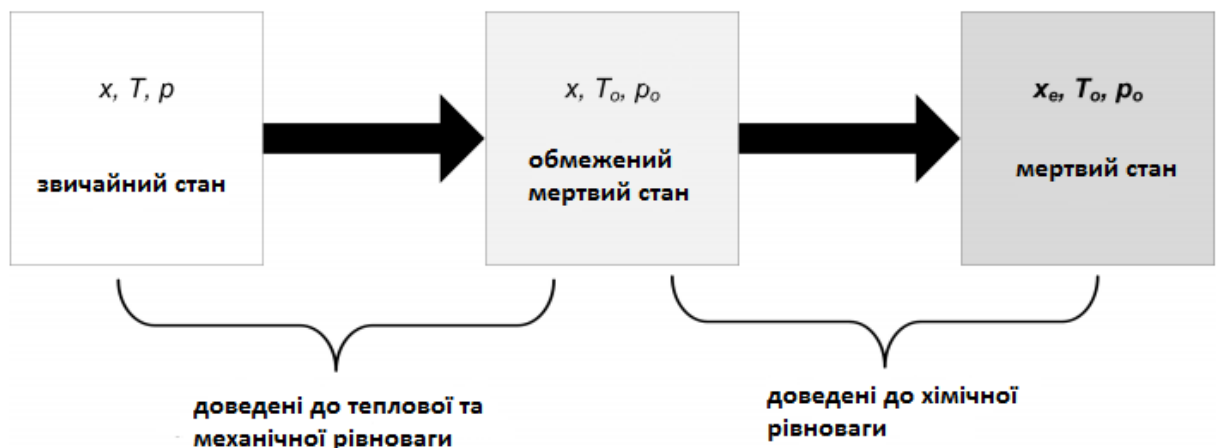 x, T, p
звичайний стан
x, Tₒ, pₒ
обмежений
мертвий стан
xₑ, Tₒ, pₒ
мертвий стан
доведені до теплової та
механічної рівноваги
доведені до хімічної
рівноваги